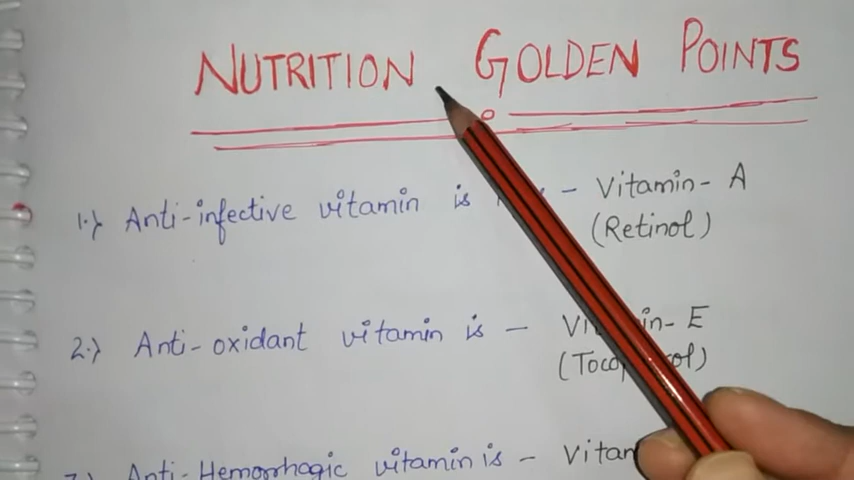 NUTRITION GOLDEN POINTS
1.) Anti-infective vitamin is - Vitamin- A
(Retinol)
2.) Anti-oxidant vitamin is - E
Anti-Hemorrhagic vitamin is -